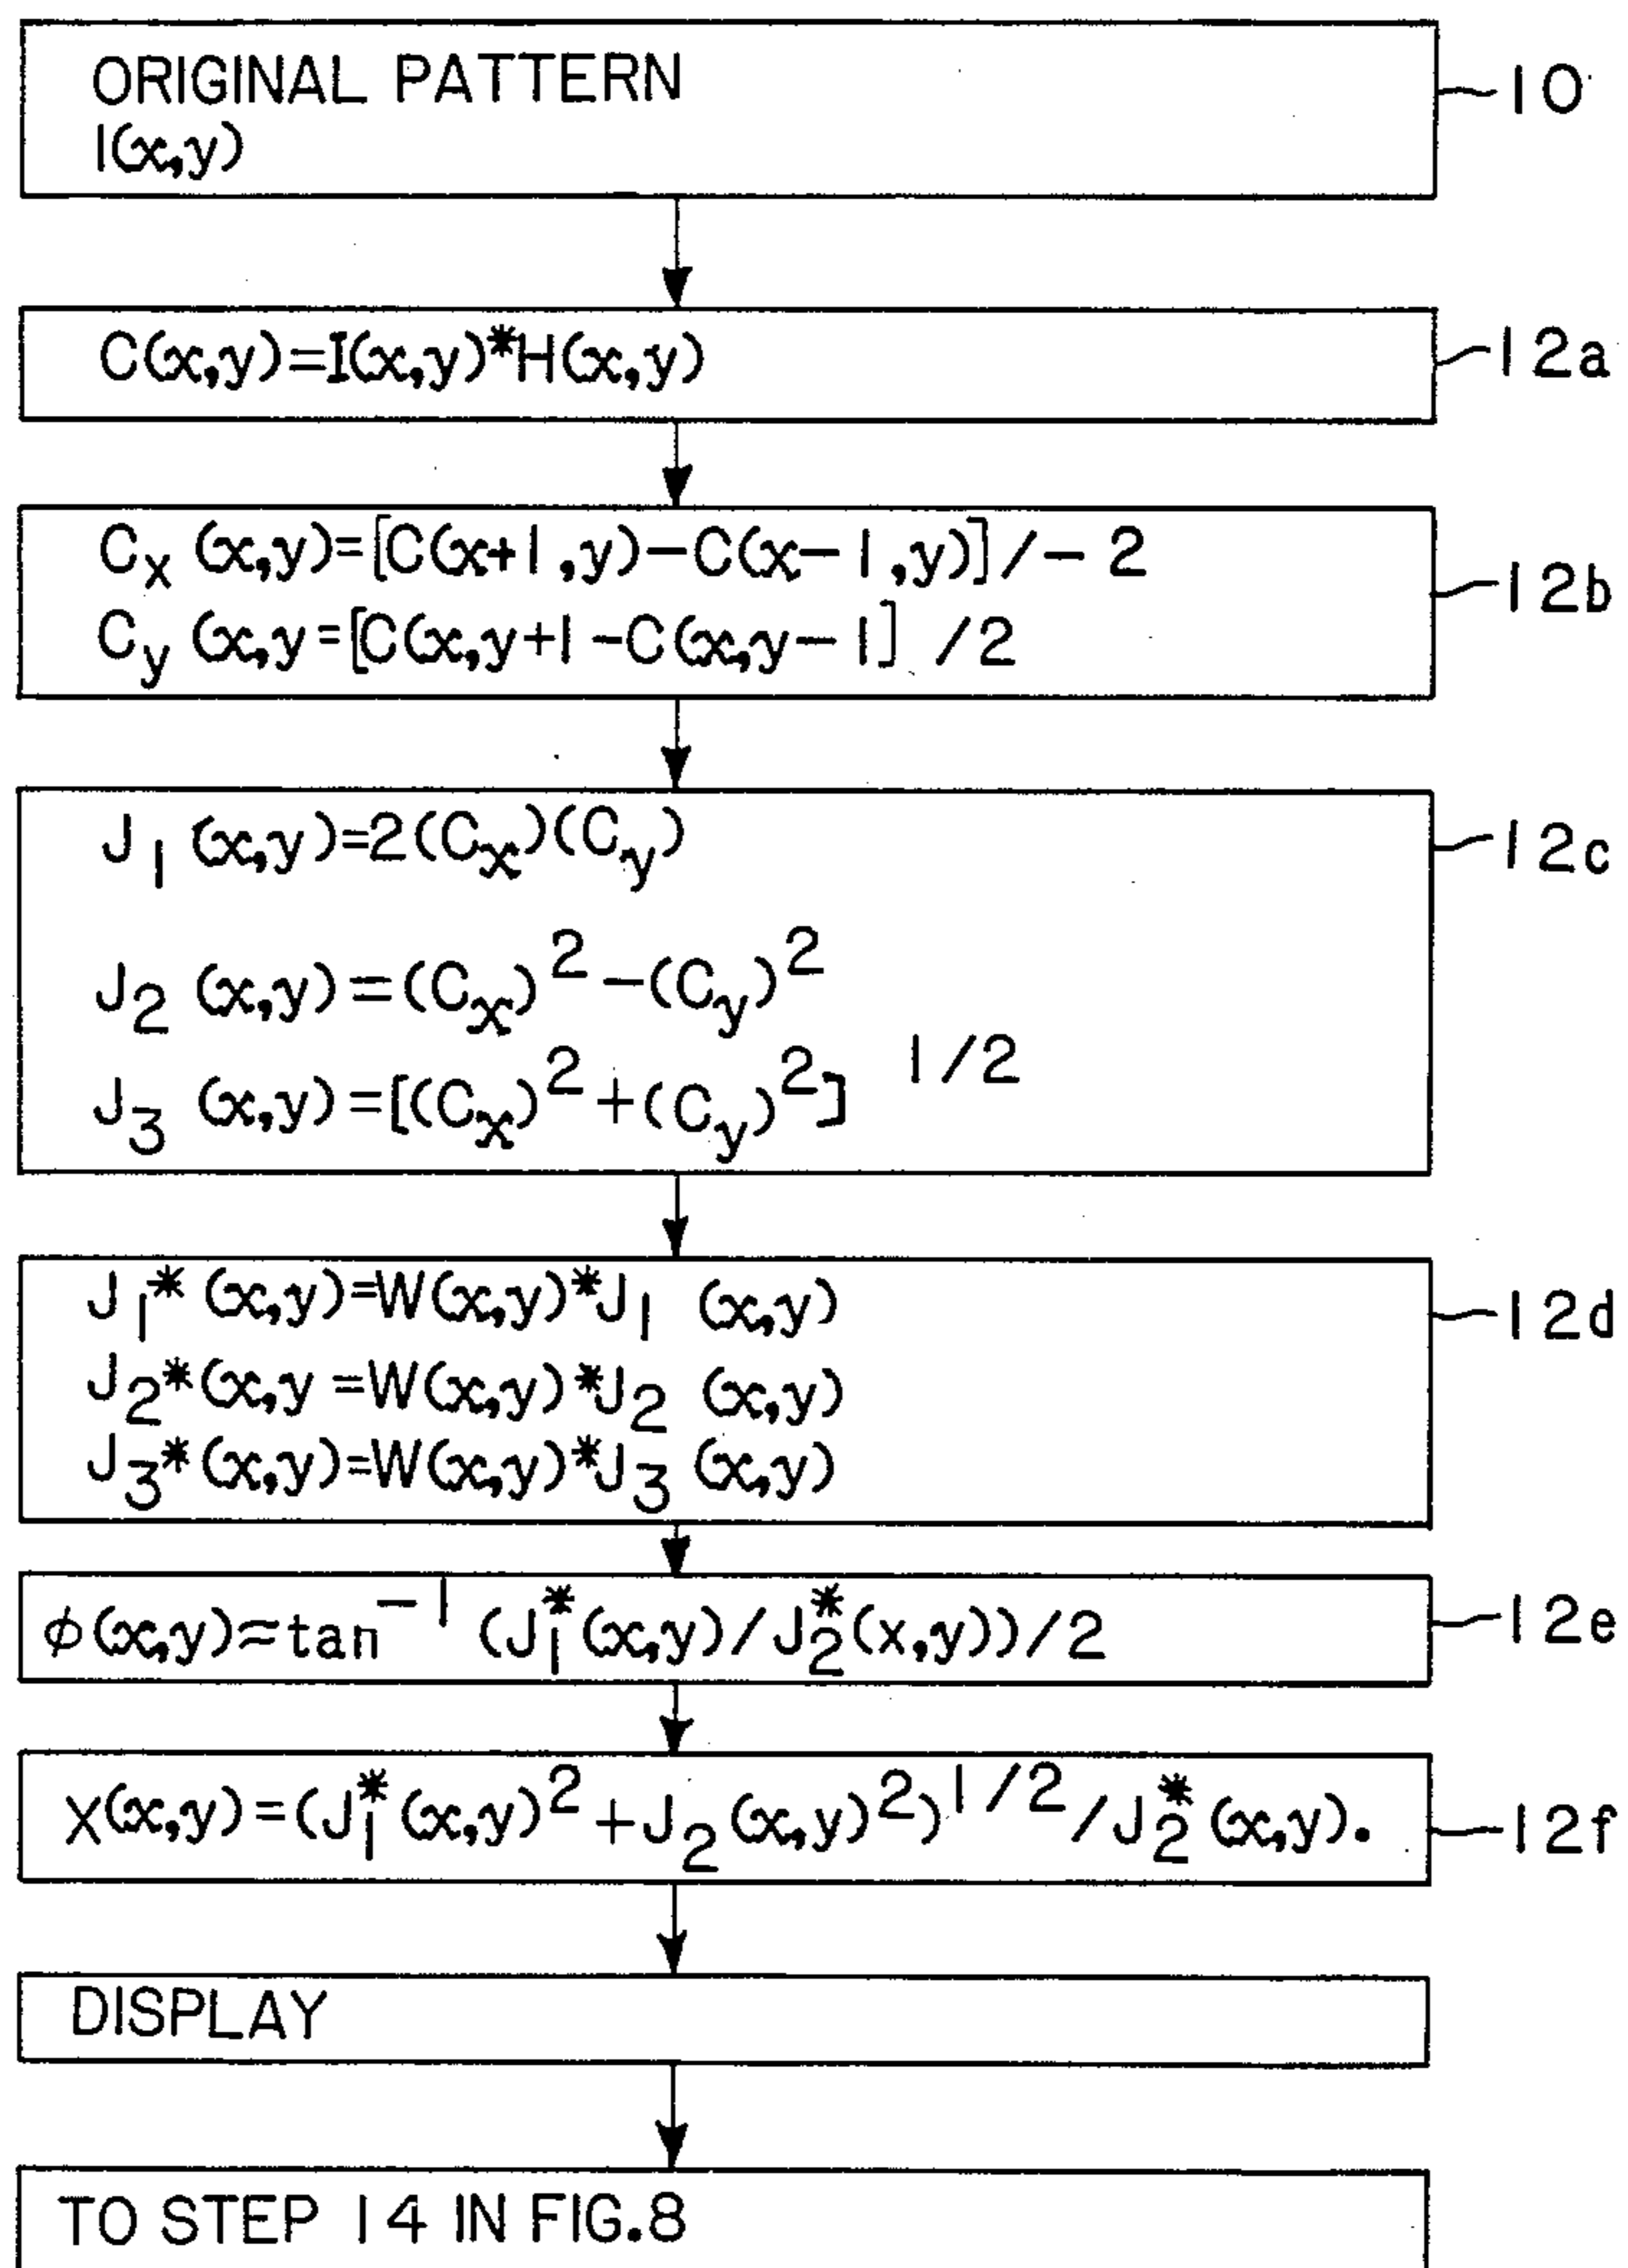 ORIGINAL PATTERN
I(x,y)
10
C(x,y)=I(x,y)*H(x,y)
12a
Cx (x,y)=[C(x+1,y)-C(x-1,y)]/-2
Cy (x,y=[C(x,y+1-C(x,y-1] /2
12b
J1 (x,y)=2(Cx)(Cy)
12c
J2 (x,y)=(Cx)²-(Cy)²
J3 (x,y)=[(Cx)²+(Cy)²] 1/2
J1* (x,y)=W(x,y)*J1 (x,y)
12d
J2*(x,y =W(x,y)*J2 (x,y)
J3*(x,y)=W(x,y)*J3 (x,y)
ϕ(x,y)≈tan⁻¹ (J1*(x,y)/J2*(x,y))/2
12e
X(x,y)=(J1*(x,y)²+J2(x,y)²)1/2/J2*(x,y).
12f
DISPLAY
TO STEP 14 IN FIG.8